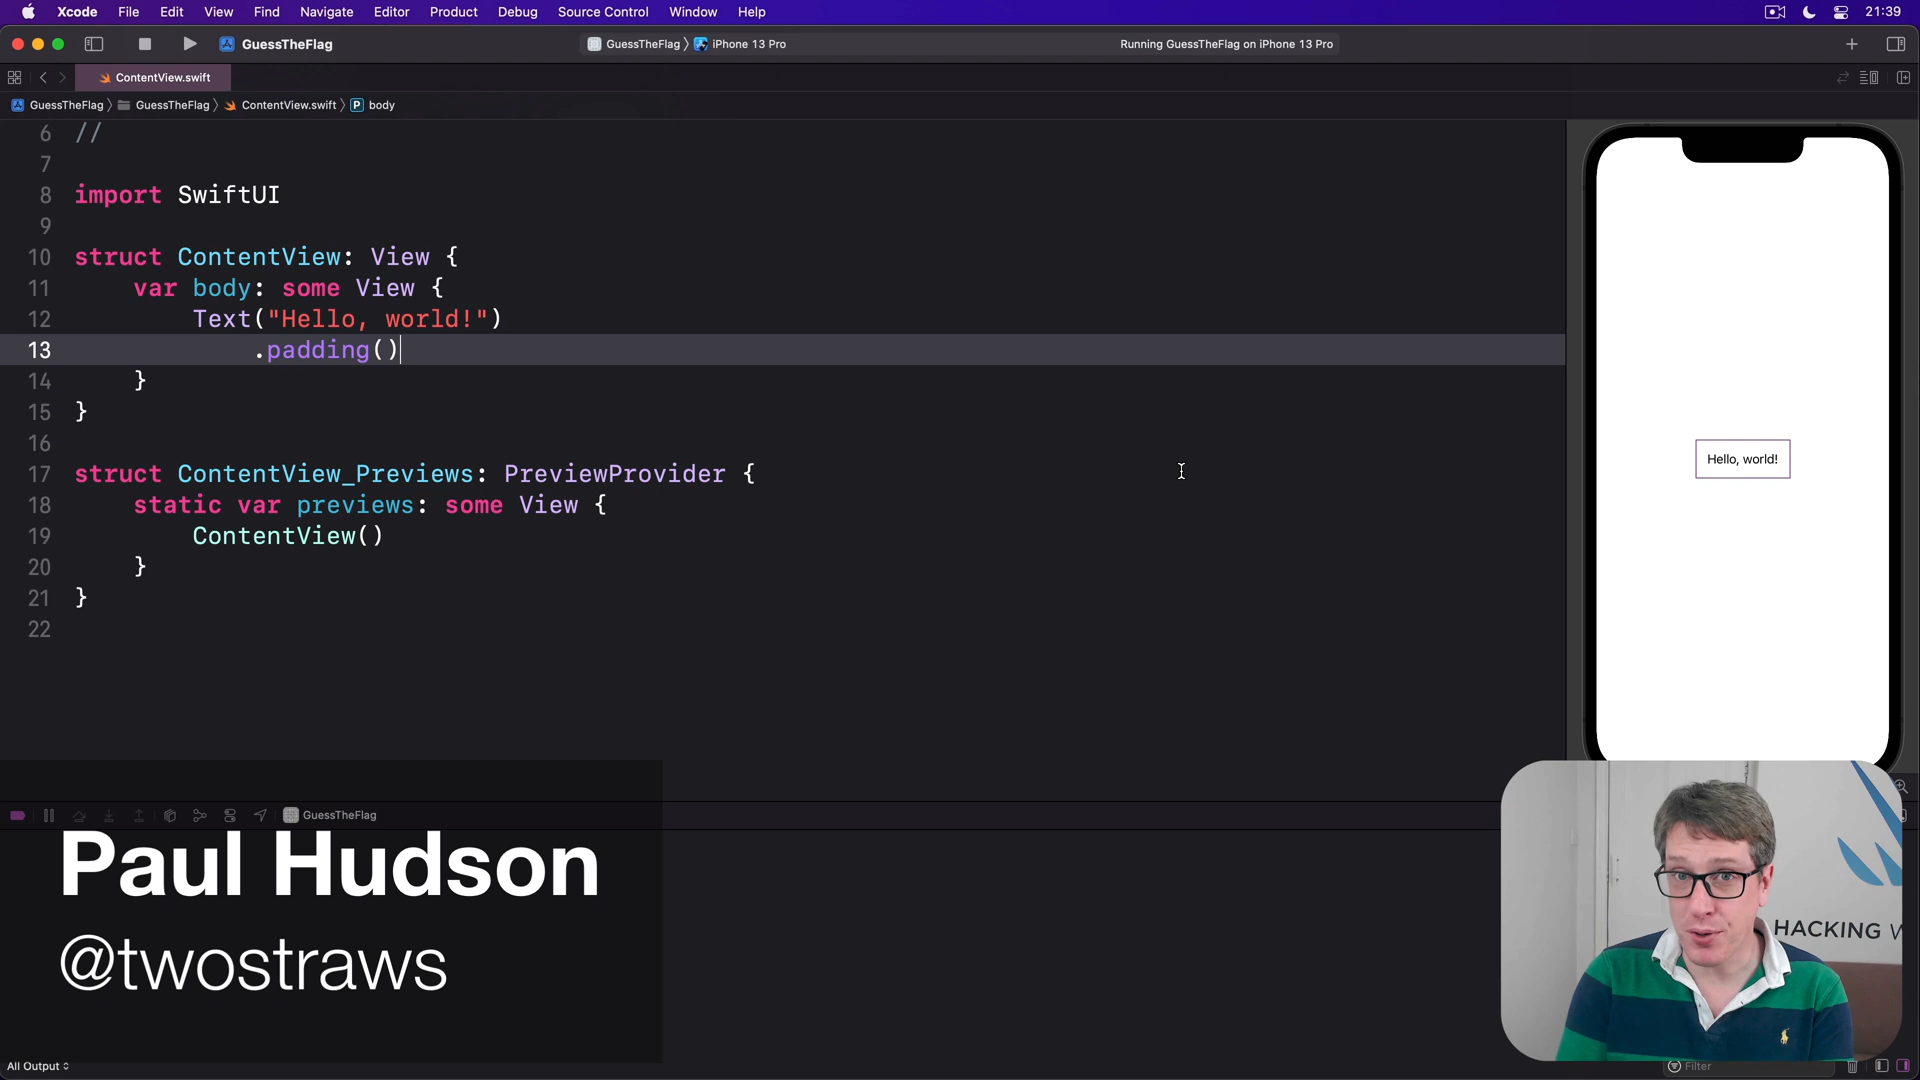 Xcode File Edit View Find Navigate Editor Product Debug Source Control Window Help 21:39
GuessTheFlag GuessTheFlag iPhone 13 Pro Running GuessTheFlag on iPhone 13 Pro
ContentView.swift
GuessTheFlag GuessTheFlag ContentView.swift P body
6 //
7
8 import SwiftUI
9
10 struct ContentView: View {
11 var body: some View {
12 Text("Hello, world!")
13 .padding()
14 }
15 }
16
17 struct ContentView_Previews: PreviewProvider {
18 static var previews: some View {
19 ContentView()
20 }
21 }
22
Hello, world!
GuessTheFlag
Paul Hudson
@twostraws
HACKING
All Output
Filter